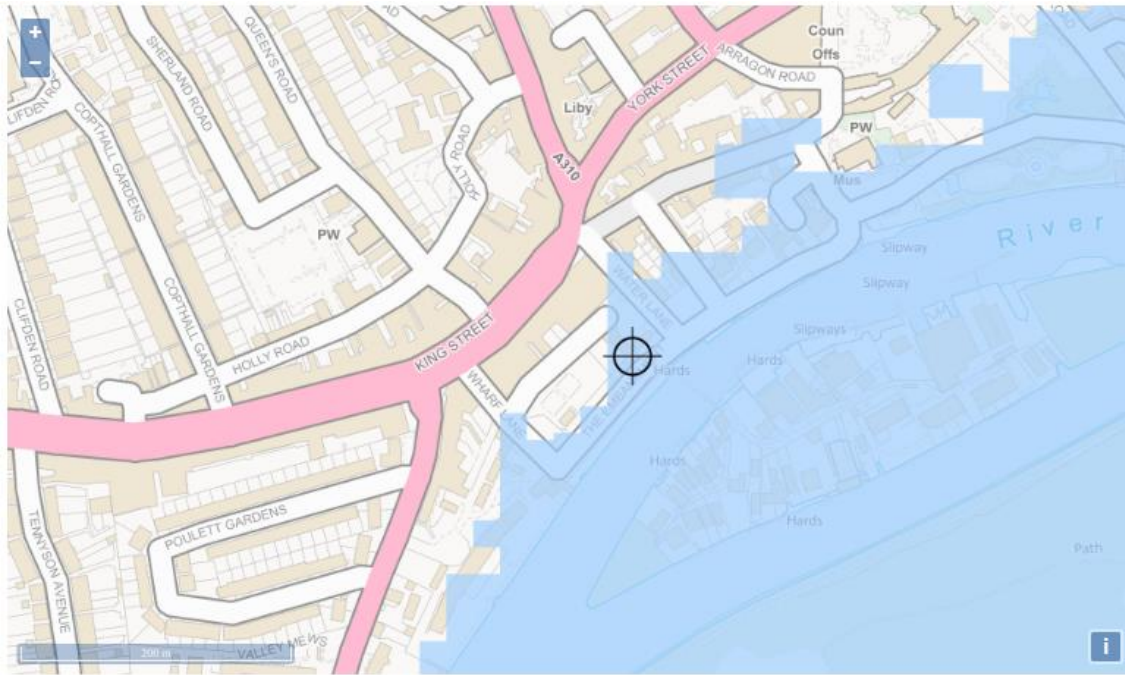 +
−
SHERLAND ROAD
QUEEN'S ROAD
COPTHALL GARDENS
HOLLY ROAD
A310
Liby
YORK STREET
ARRAGON ROAD
Coun
Offs
PW
Mus
PW
River
Slipway
Slipway
Slipways
Hards
Hards
Hards
Hards
WATER LANE
KING STREET
WHARF LANE
HOLLY ROAD
COPTHALL GARDENS
CLIFDEN ROAD
POULETT GARDENS
TENNYSON AVENUE
VALLEY MEWS
Path
200 m
i